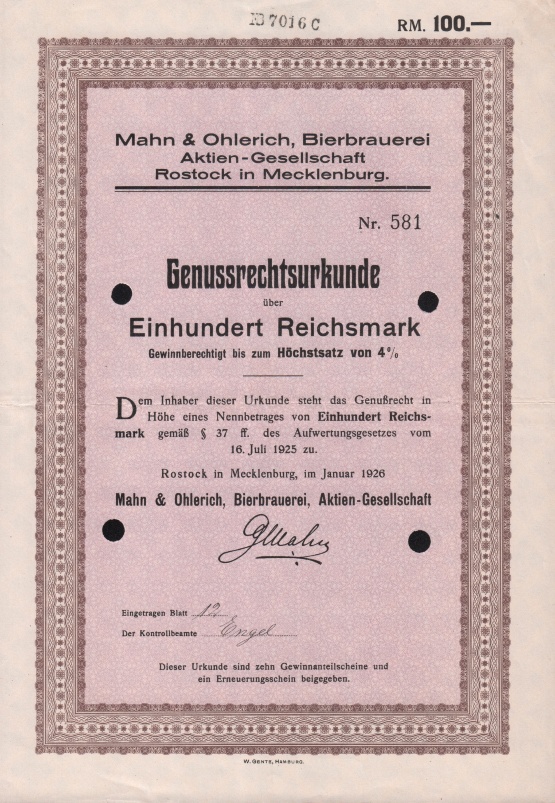 № 7016 C
RM. 100.—
Mahn & Ohlerich, Bierbrauerei
Aktien-Gesellschaft
Rostock in Mecklenburg.
Nr. 581
Genussrechtsurkunde
über
Einhundert Reichsmark
Gewinnberechtigt bis zum Höchstsatz von 4%
Dem Inhaber dieser Urkunde steht das Genußrecht in
Höhe eines Nennbetrages von Einhundert Reichs-
mark gemäß § 37 ff. des Aufwertungsgesetzes vom
16. Juli 1925 zu.
Rostock in Mecklenburg, im Januar 1926
Mahn & Ohlerich, Bierbrauerei, Aktien-Gesellschaft
GMahn
Eingetragen Blatt 12
Der Kontrollbeamte Engel
Dieser Urkunde sind zehn Gewinnanteilscheine und
ein Erneuerungsschein beigegeben.
W. GENTE, HAMBURG.